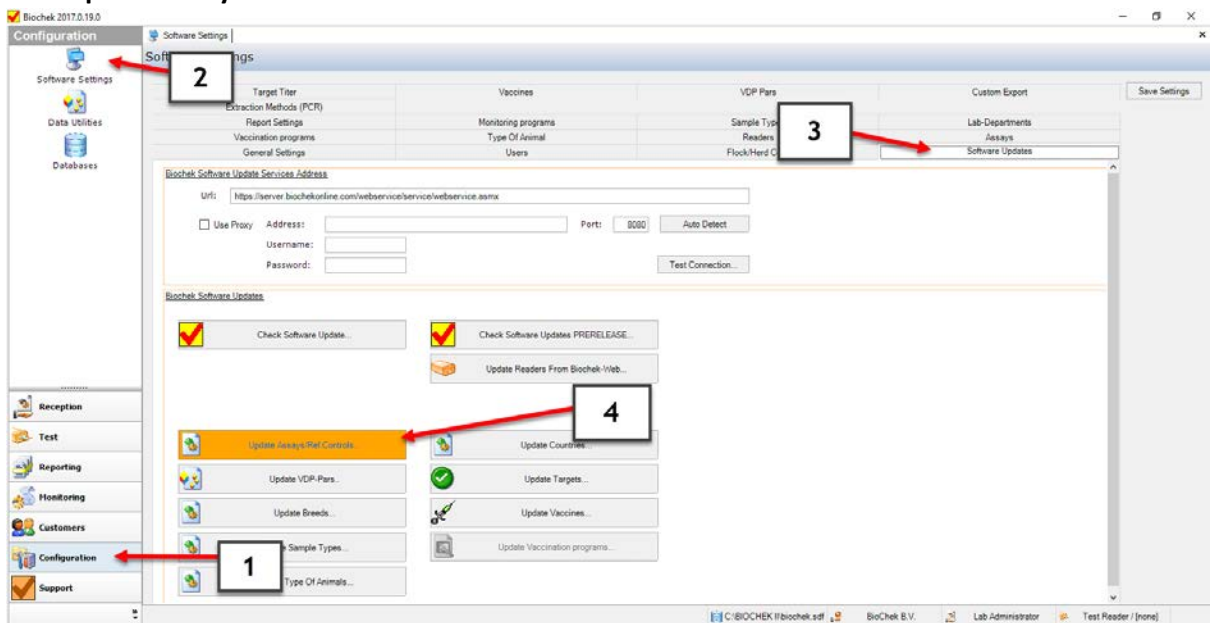 Biochek 2017.0.19.0
Configuration
Software Settings
Software Settings
Data Utilities
Databases
2
Target Titer
Vaccines
VDP Pars
Custom Export
Save Settings
Extraction Methods (PCR)
Report Settings
Monitoring programs
Sample
Lab-Departments
Vaccination programs
Type Of Animal
Readers
Assays
General Settings
Users
Flock/Herd
Software Updates
3
Biochek Software Update Services Address
Url: https://server.biochekonline.com/webservice/service/webservice.asmx
Use Proxy Address: Port: 8080 Auto Detect
Username:
Password: Test Connection...
Biochek Software Updates
Check Software Update...
Check Software Updates PRERELEASE...
Update Readers From Biochek-Web...
4
Update Assays/Ref Controls...
Update Countries...
Update VDP-Pars...
Update Targets...
Update Breeds...
Update Vaccines...
Sample Types...
Update Vaccination programs...
Type Of Animals...
1
Reception
Test
Reporting
Monitoring
Customers
Configuration
Support
C:\BIOCHEK II\biochek.sdf BioChek B.V. Lab Administrator Test Reader / [none]